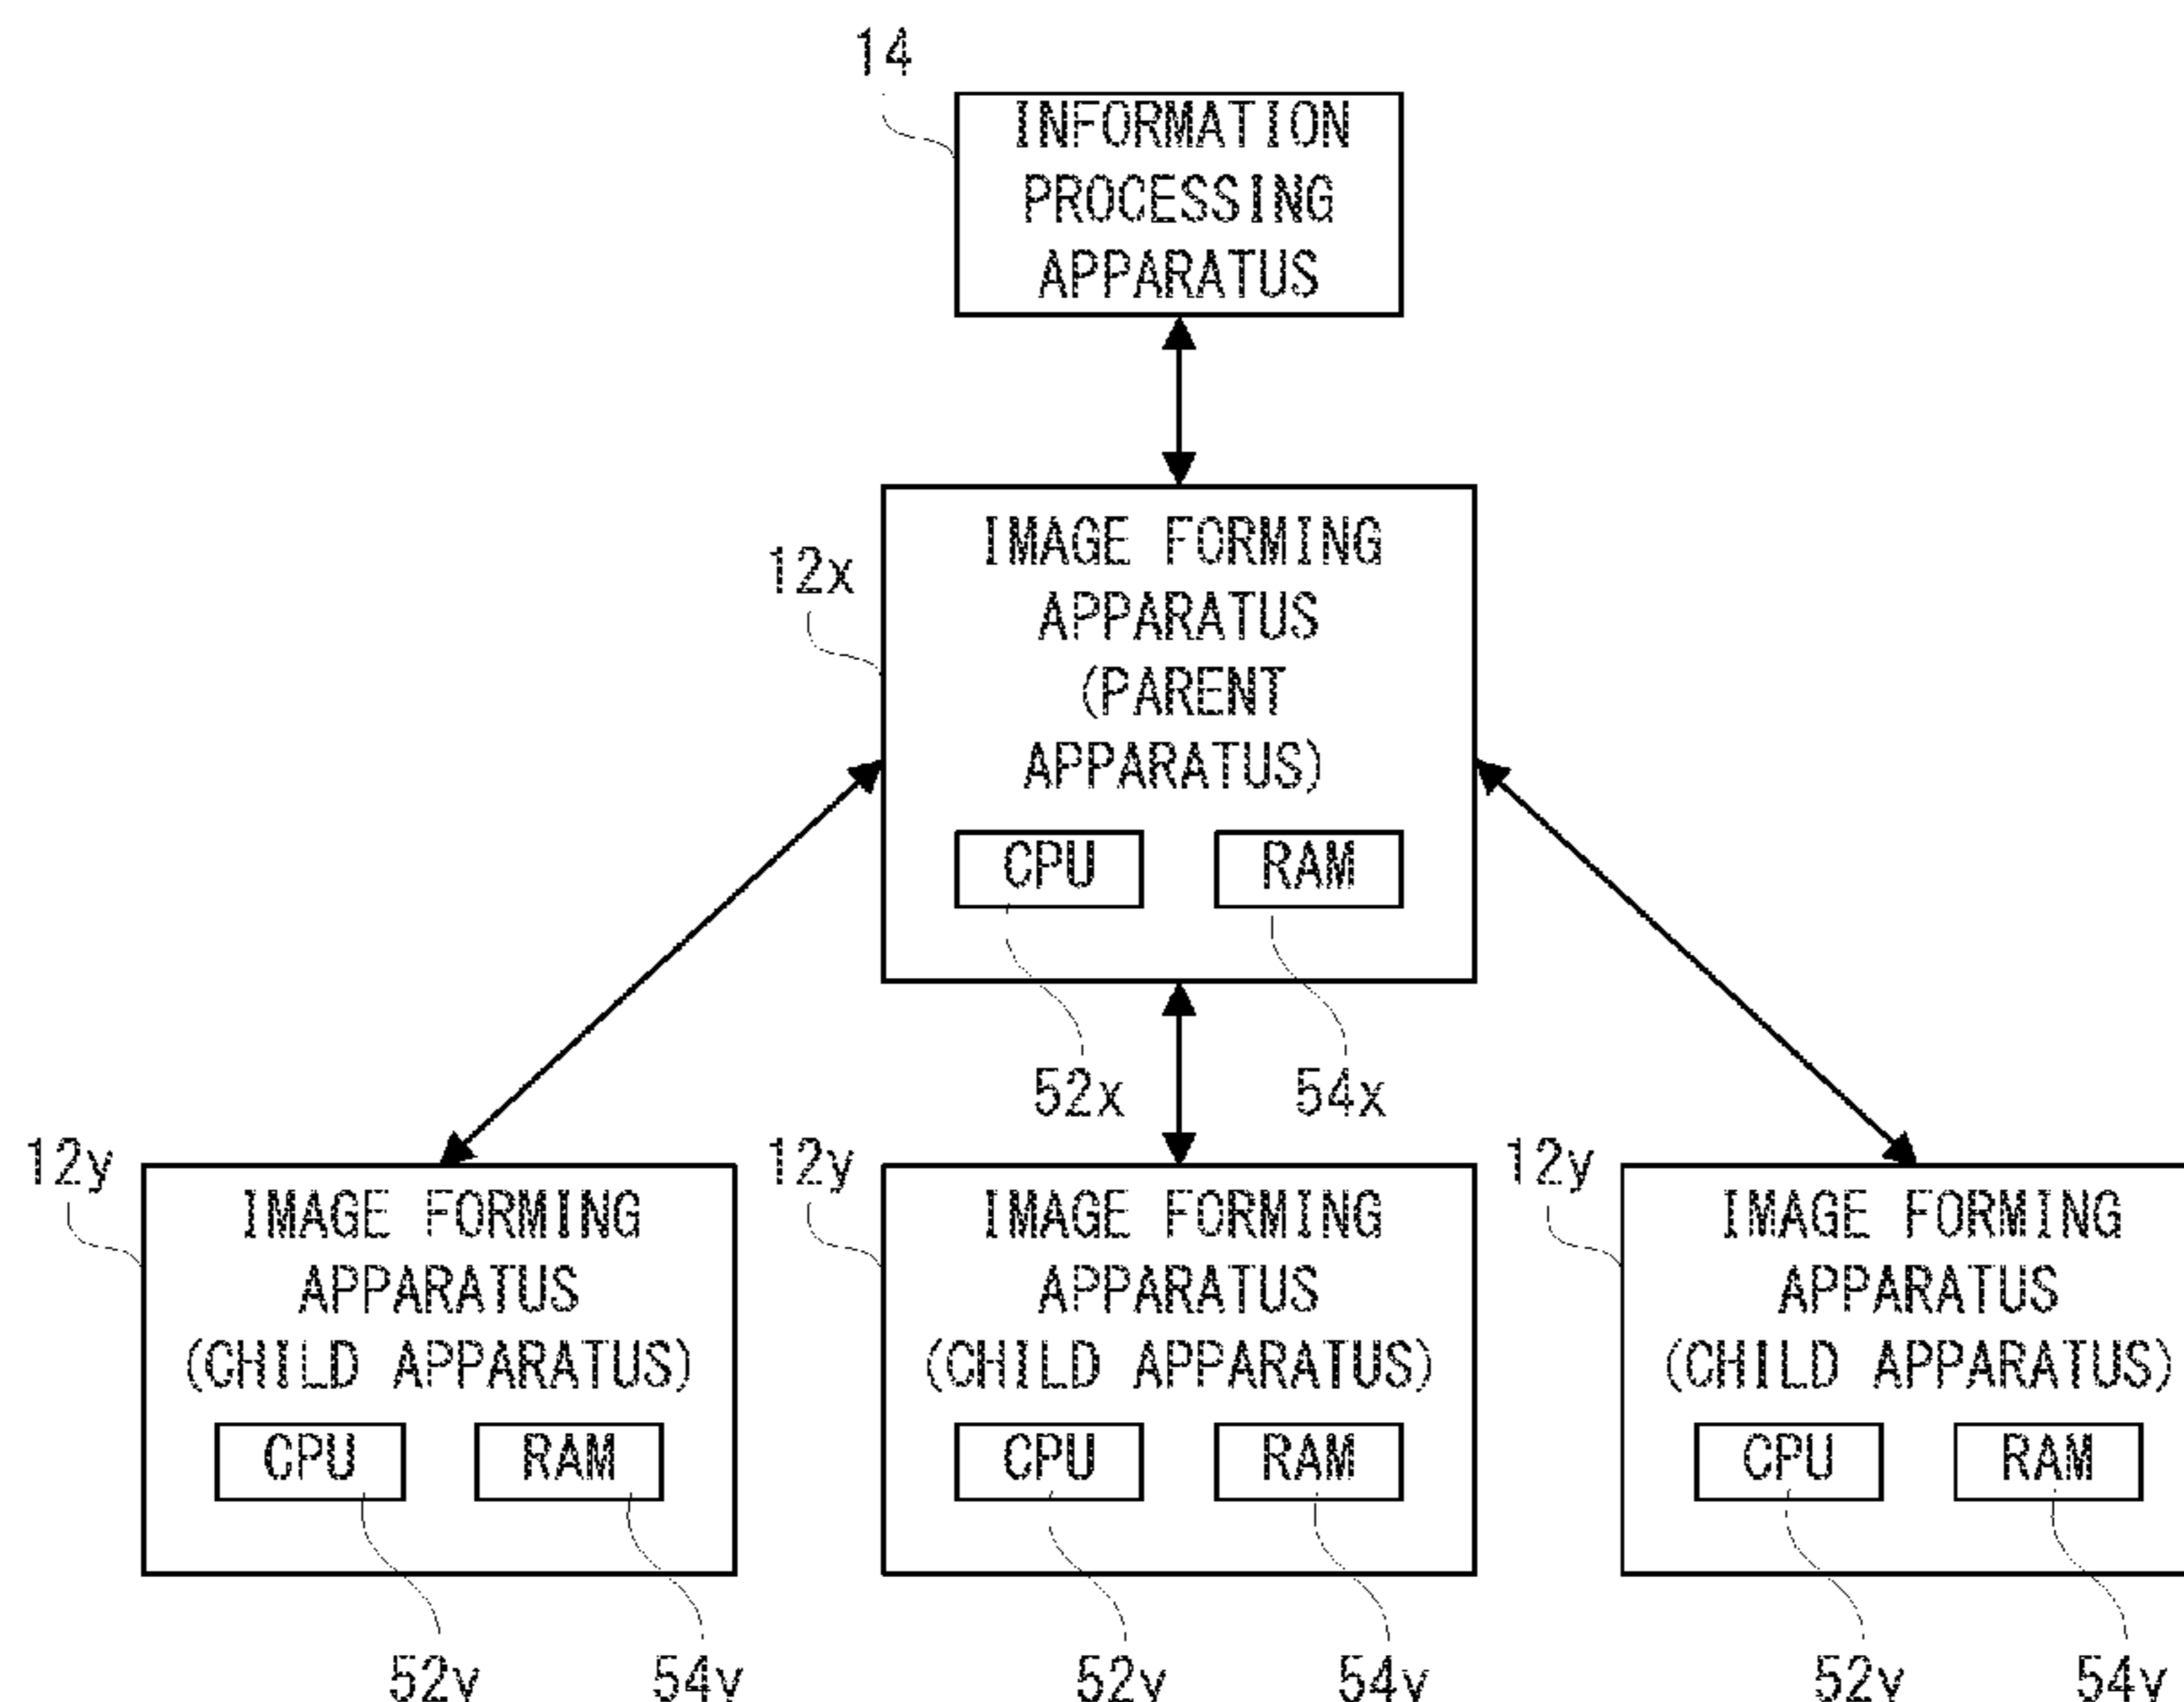 14
INFORMATION
PROCESSING
APPARATUS
12x
IMAGE FORMING
APPARATUS
(PARENT
APPARATUS)
CPU
RAM
52x
54x
12y
IMAGE FORMING
APPARATUS
(CHILD APPARATUS)
CPU
RAM
52y
54y
12y
IMAGE FORMING
APPARATUS
(CHILD APPARATUS)
CPU
RAM
52y
54y
12y
IMAGE FORMING
APPARATUS
(CHILD APPARATUS)
CPU
RAM
52y
54y